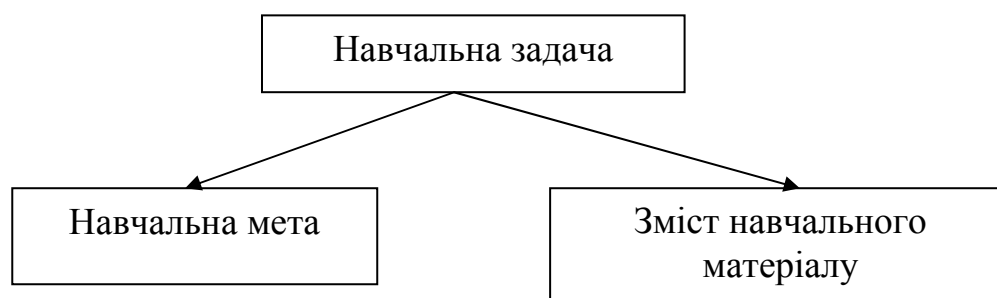 Навчальна задача
Навчальна мета
Зміст навчального
матеріалу